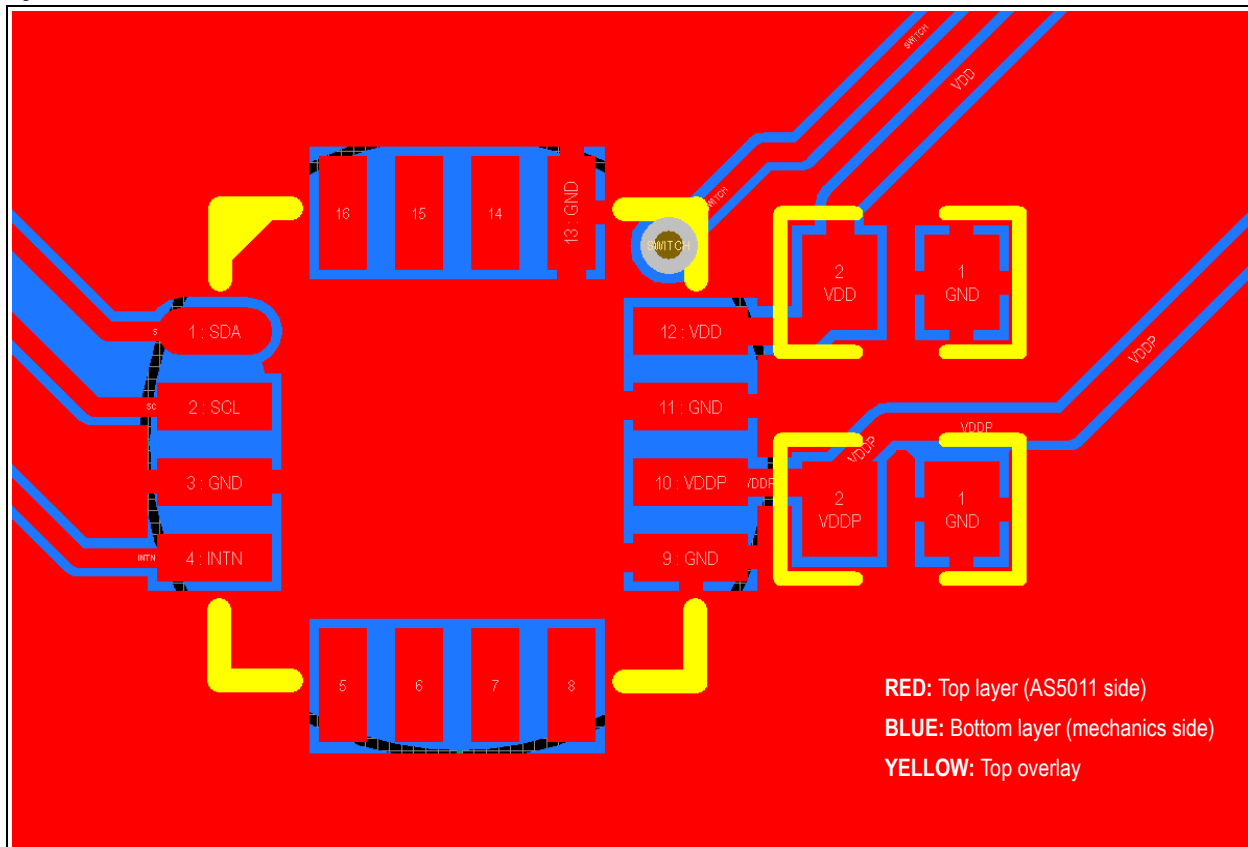 SWITCH
VDD
16
15
14
13 : GND
SWITCH
SWITCH
2
VDD
1
GND
S
1 : SDA
12 : VDD
VDDP
SC
2 : SCL
11 : GND
VDDP
VDDP
3 : GND
10 : VDDP
VDDP
2
VDDP
1
GND
INTN
4 : INTN
9 : GND
5
6
7
8
RED: Top layer (AS5011 side)
BLUE: Bottom layer (mechanics side)
YELLOW: Top overlay